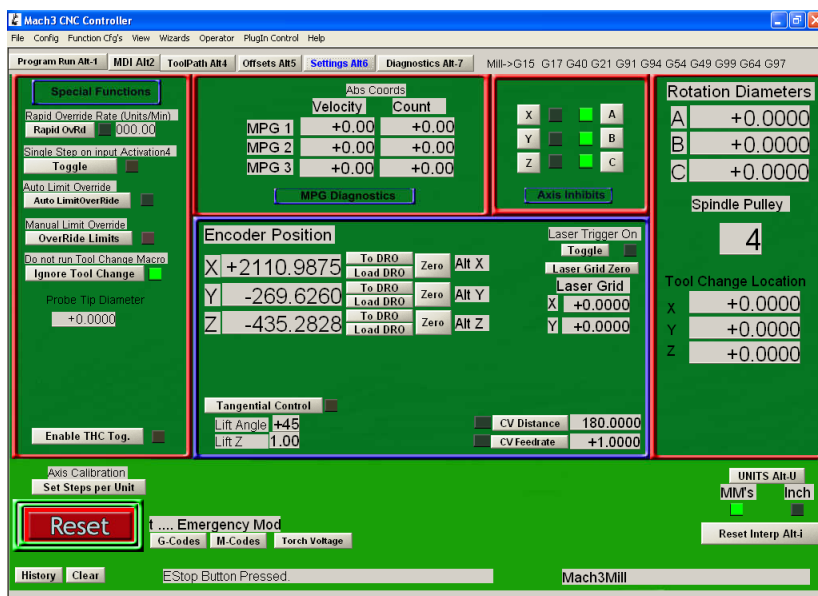 Mach3 CNC Controller
File Config Function Cfg's View Wizards Operator PlugIn Control Help
Program Run Alt-1 MDI Alt2 ToolPath Alt4 Offsets Alt5 Settings Alt6 Diagnostics Alt-7 Mill->G15 G17 G40 G21 G91 G94 G54 G49 G99 G64 G97
Special Functions
Rapid Override Rate (Units/Min)
Rapid OvRd 000.00
Single Step on input Activation4
Toggle
Auto Limit Override
Auto LimitOverRide
Manual Limit Override
OverRide Limits
Do not run Tool Change Macro
Ignore Tool Change
Probe Tip Diameter
+0.0000
Enable THC Tog.
Abs Coords
Velocity Count
MPG 1 +0.00 +0.00
MPG 2 +0.00 +0.00
MPG 3 +0.00 +0.00
MPG Diagnostics
X A
Y B
Z C
Axis Inhibits
Rotation Diameters
A +0.0000
B +0.0000
C +0.0000
Spindle Pulley
4
Tool Change Location
X +0.0000
Y +0.0000
Z +0.0000
Encoder Position
X +2110.9875 To DRO Load DRO Zero Alt X
Y -269.6260 To DRO Load DRO Zero Alt Y
Z -435.2828 To DRO Load DRO Zero Alt Z
Laser Trigger On
Toggle
Laser Grid Zero
Laser Grid
X +0.0000
Y +0.0000
Tangential Control
Lift Angle +45
Lift Z 1.00
CV Distance 180.0000
CV Feedrate +1.0000
Axis Calibration
Set Steps per Unit
Reset
t .... Emergency Mod
G-Codes M-Codes Torch Voltage
UNITS Alt-U
MM's Inch
Reset Interp Alt-i
History Clear EStop Button Pressed. Mach3Mill